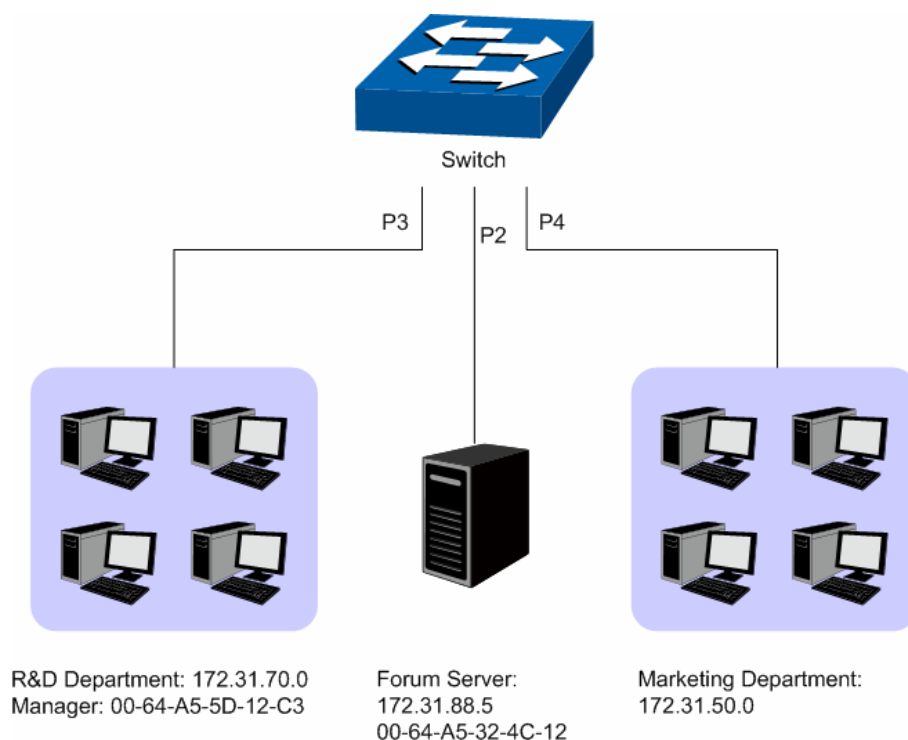 Switch
P3
P2
P4
R&D Department: 172.31.70.0
Manager: 00-64-A5-5D-12-C3
Forum Server:
172.31.88.5
00-64-A5-32-4C-12
Marketing Department:
172.31.50.0